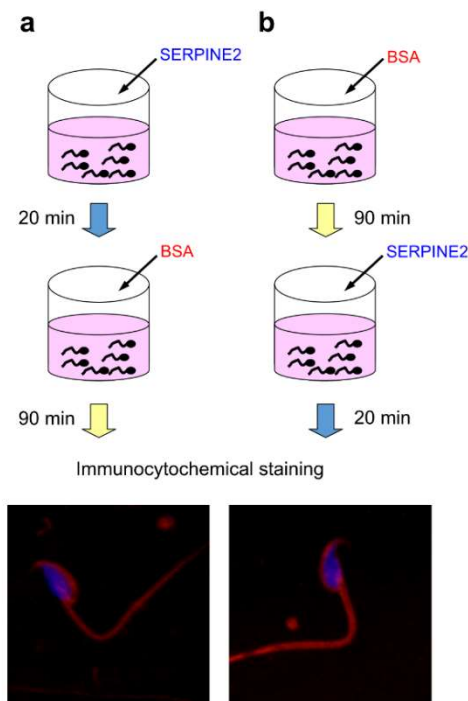 a
SERPINE2
20 min
BSA
90 min
b
BSA
90 min
SERPINE2
20 min
Immunocytochemical staining